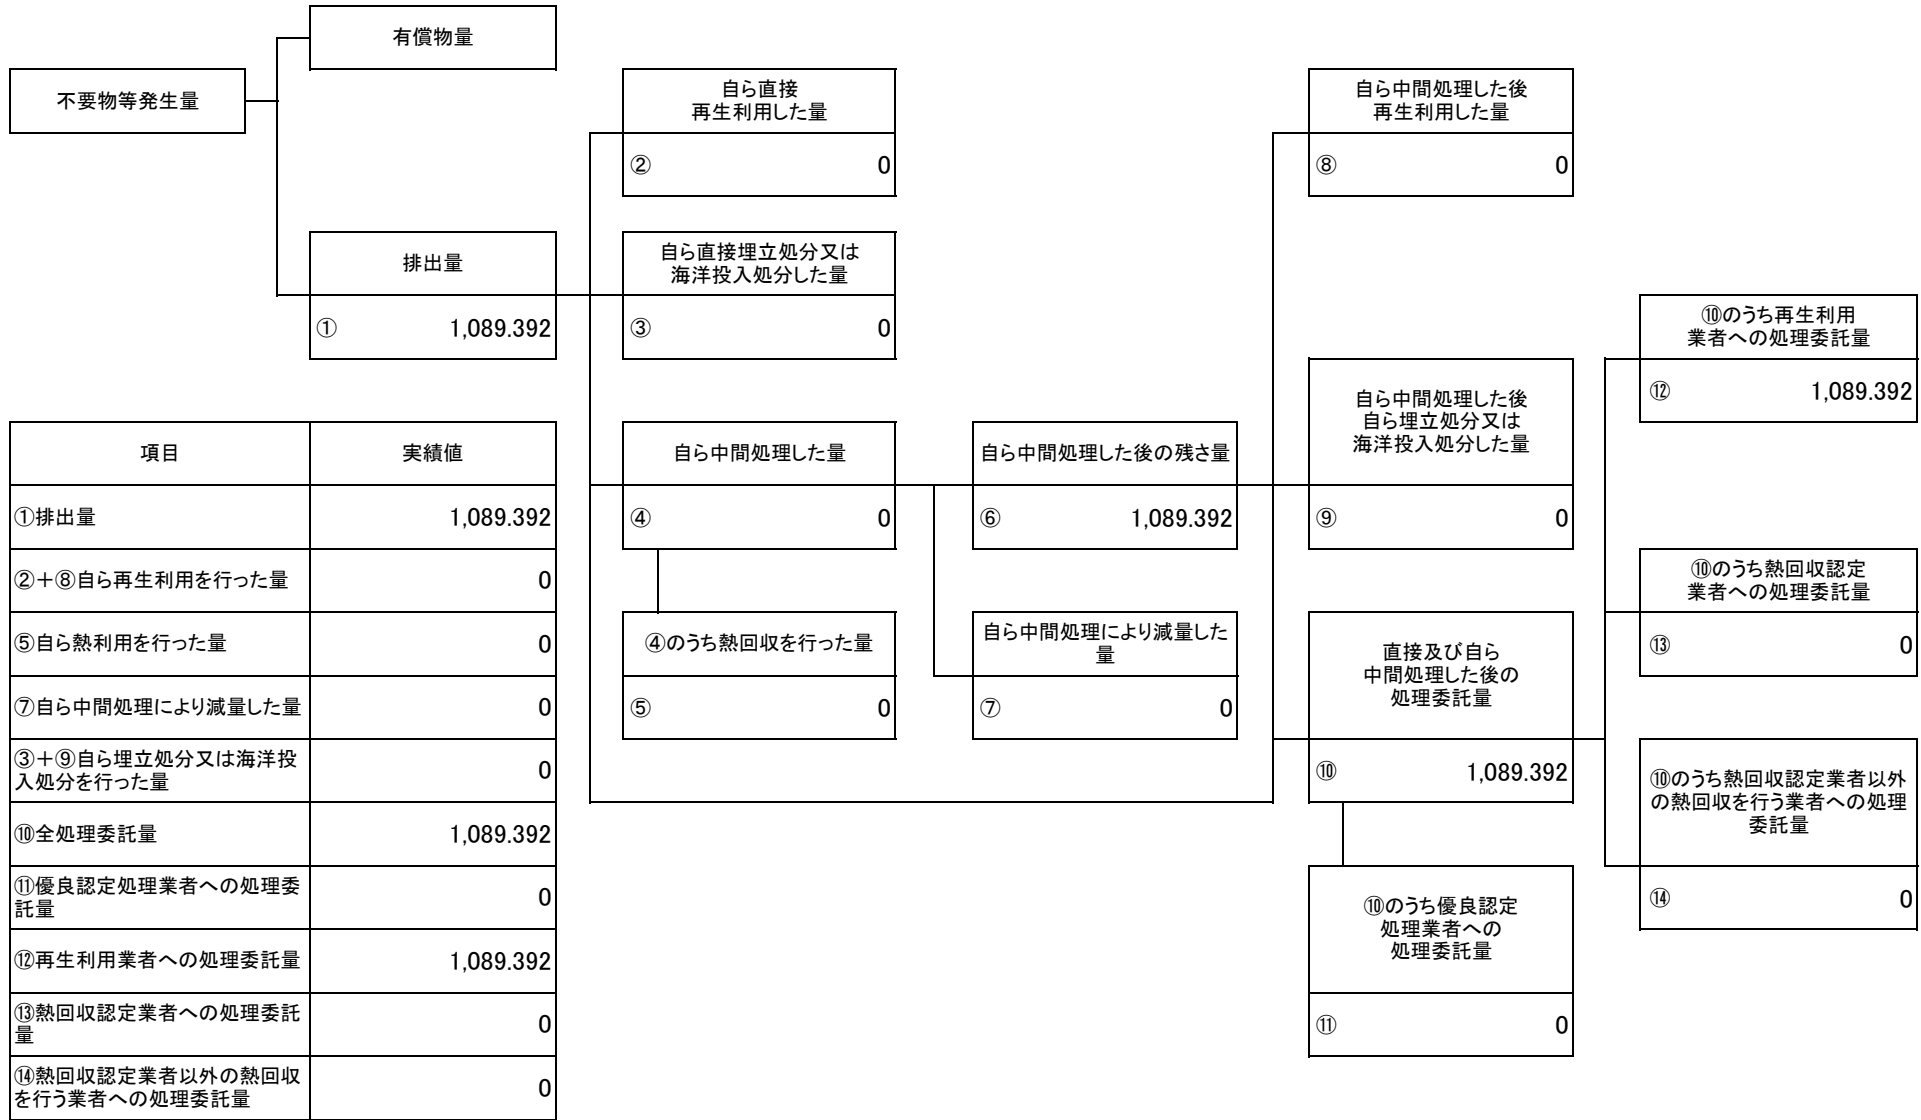 有償物量
不要物等発生量
自ら直接
再生利用した量
② 0
自ら中間処理した後
再生利用した量
⑧ 0
排出量
① 1,089.392
自ら直接埋立処分又は
海洋投入処分した量
③ 0
⑩のうち再生利用
業者への処理委託量
⑫ 1,089.392
自ら中間処理した後
自ら埋立処分又は
海洋投入処分した量
⑨ 0
自ら中間処理した量
④ 0
自ら中間処理した後の残さ量
⑥ 1,089.392
④のうち熱回収を行った量
⑤ 0
自ら中間処理により減量した
量
⑦ 0
直接及び自ら
中間処理した後の
処理委託量
⑩ 1,089.392
⑩のうち熱回収認定
業者への処理委託量
⑬ 0
⑩のうち熱回収認定業者以外
の熱回収を行う業者への処理
委託量
⑭ 0
⑩のうち優良認定
処理業者への
処理委託量
⑪ 0
項目 実績値
①排出量 1,089.392
②+⑧自ら再生利用を行った量 0
⑤自ら熱利用を行った量 0
⑦自ら中間処理により減量した量 0
③+⑨自ら埋立処分又は海洋投
入処分を行った量 0
⑩全処理委託量 1,089.392
⑪優良認定処理業者への処理委
託量 0
⑫再生利用業者への処理委託量 1,089.392
⑬熱回収認定業者への処理委託
量 0
⑭熱回収認定業者以外の熱回収
を行う業者への処理委託量 0